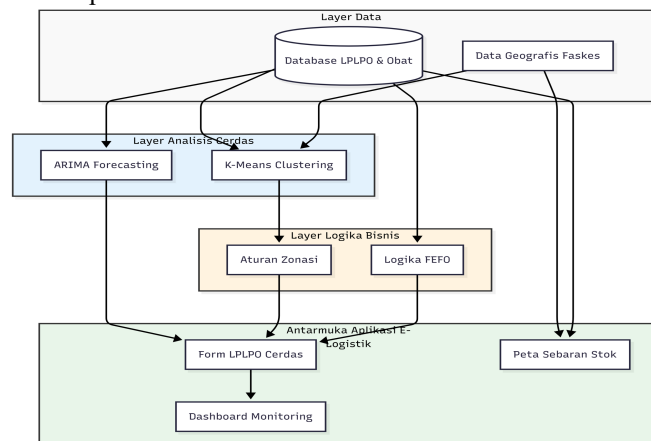 Layer Data
Database LPLPO & Obat
Data Geografis Faskes
Layer Analisis Cerdas
ARIMA Forecasting
K-Means Clustering
Layer Logika Bisnis
Aturan Zonasi
Logika FEFO
Antarmuka Aplikasi E-
Logistik
Form LPLPO Cerdas
Peta Sebaran Stok
Dashboard Monitoring